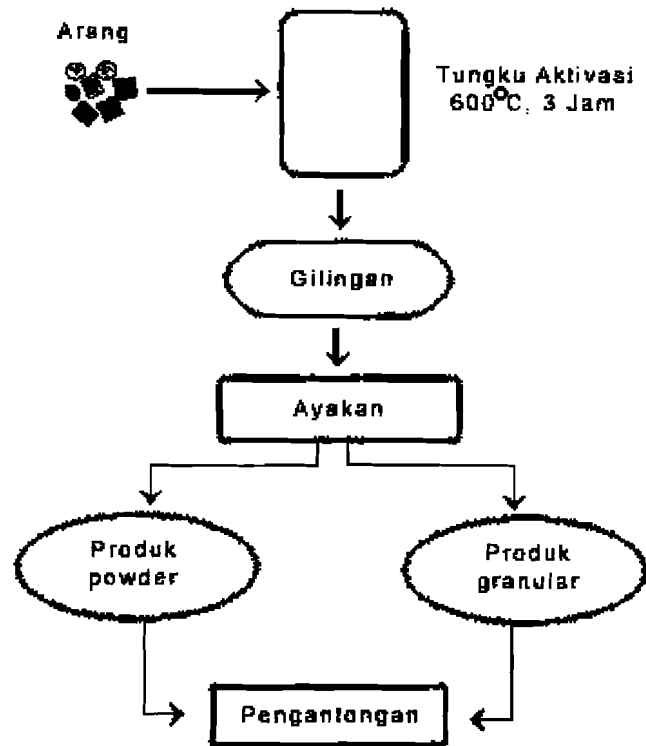 Arang
Tungku Aktivasi
600°C, 3 Jam
Gilingan
Ayakan
Produk
powder
Produk
granular
Pengantongan